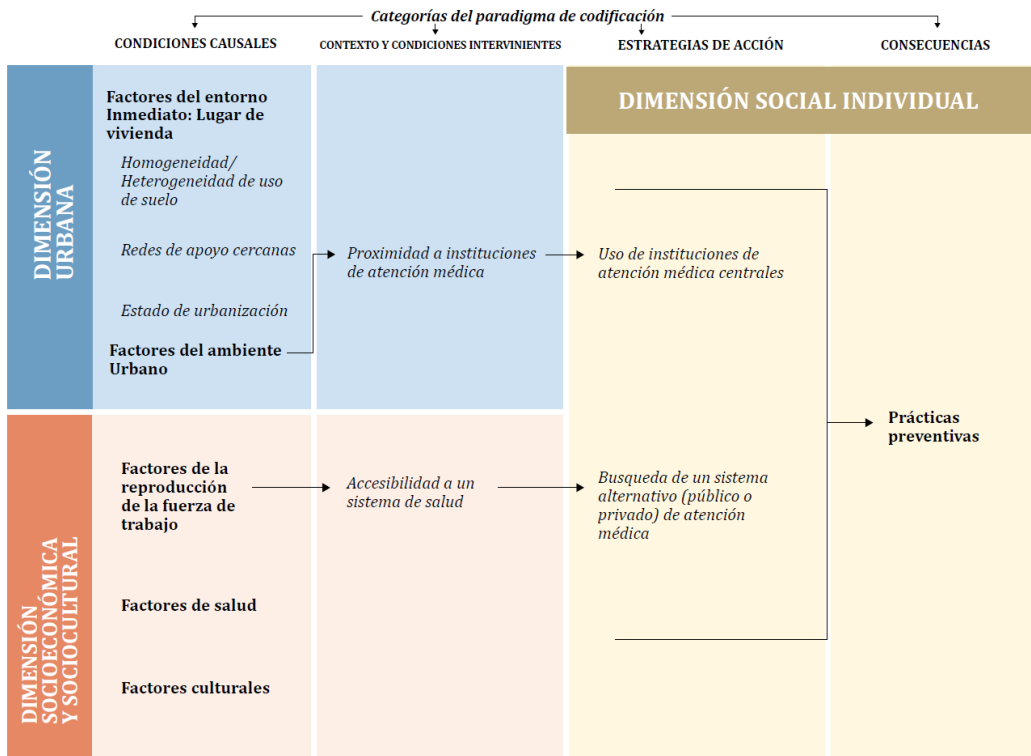 Categorías del paradigma de codificación
CONDICIONES CAUSALES
CONTEXTO Y CONDICIONES INTERVINIENTES
ESTRATEGIAS DE ACCIÓN
CONSECUENCIAS
DIMENSIÓN
URBANA
Factores del entorno
Inmediato: Lugar de
vivienda
Homogeneidad/
Heterogeneidad de uso
de suelo
Redes de apoyo cercanas
Estado de urbanización
Factores del ambiente
Urbano
Proximidad a instituciones
de atención médica
DIMENSIÓN SOCIAL INDIVIDUAL
Uso de instituciones de
atención médica centrales
DIMENSIÓN
SOCIOECONÓMICA
Y SOCIOCULTURAL
Factores de la
reproducción
de la fuerza de
trabajo
Factores de salud
Factores culturales
Accesibilidad a un
sistema de salud
Busqueda de un sistema
alternativo (público o
privado) de atención
médica
Prácticas
preventivas